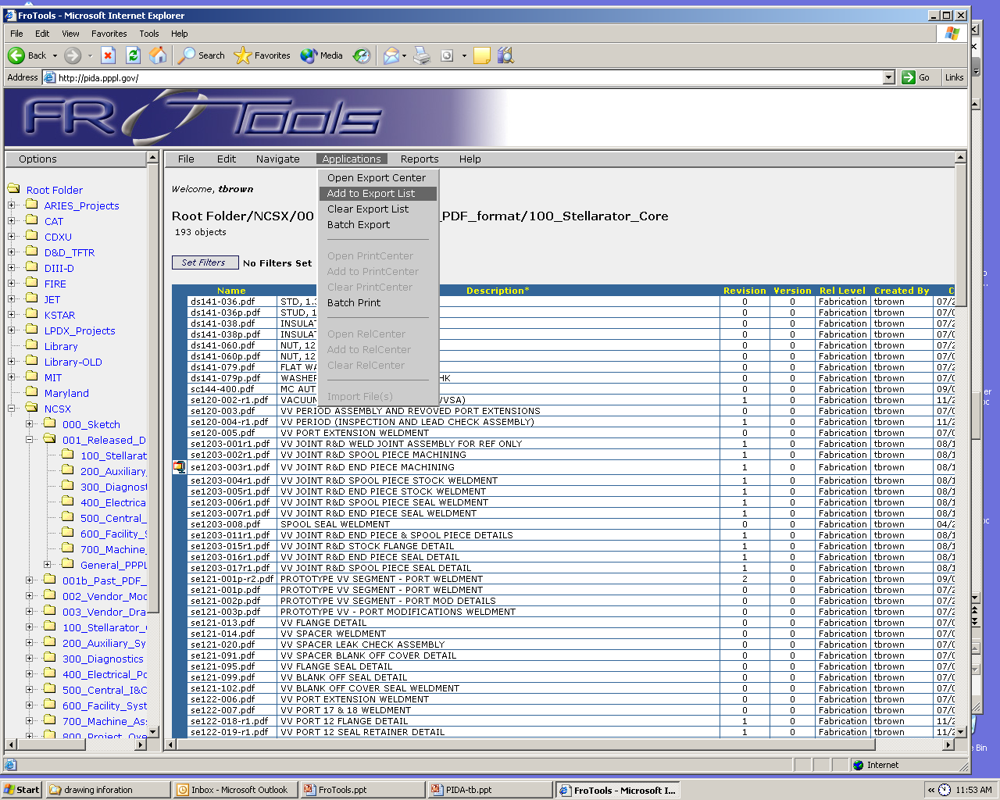 FroTools - Microsoft Internet Explorer
File Edit View Favorites Tools Help
Back Search Favorites Media
Address http://pida.pppl.gov/ Go Links
FROTools
Options
File Edit Navigate Applications Reports Help
Root Folder
ARIES_Projects
CAT
CDXU
D&D_TFTR
DIII-D
FIRE
JET
KSTAR
LPDX_Projects
Library
Library-OLD
MIT
Maryland
NCSX
000_Sketch
001_Released_D
100_Stellarat
200_Auxiliary
300_Diagnos
400_Electrica
500_Central_
600_Facility_S
700_Machine_
General_PPPL
001b_Past_PDF_
002_Vendor_Mod
003_Vendor_Dra
100_Stellarator_
200_Auxiliary_Sy
300_Diagnostics
400_Electrical_Po
500_Central_I&C
600_Facility_Syst
700_Machine_Ass
800_Project_Ove
Welcome, tbrown
Root Folder/NCSX/00 _PDF_format/100_Stellarator_Core
193 objects
Set Filters No Filters Set
Open Export Center
Add to Export List
Clear Export List
Batch Export
Open PrintCenter
Add to PrintCenter
Clear PrintCenter
Batch Print
Open RelCenter
Add to RelCenter
Clear RelCenter
Import File(s)
Name Description* Revision Version Rel Level Created By C
ds141-036.pdf STD, 1.3 0 0 Fabrication tbrown 07/2
ds141-036p.pdf STUD, 1 0 0 Fabrication tbrown 07/0
ds141-038.pdf INSULAT 0 0 Fabrication tbrown 07/2
ds141-038p.pdf INSULAT 0 0 Fabrication tbrown 07/0
ds141-060.pdf NUT, 12 0 0 Fabrication tbrown 07/2
ds141-060p.pdf NUT, 12 0 0 Fabrication tbrown 07/0
ds141-079.pdf FLAT WA 0 0 Fabrication tbrown 07/2
ds141-079p.pdf WASHER HK 0 0 Fabrication tbrown 07/0
sc144-400.pdf MC AUT 0 0 Fabrication tbrown 09/0
se120-002-r1.pdf VACUUM VSA) 1 0 Fabrication tbrown 11/2
se120-003.pdf VV PERIOD ASSEMBLY AND REVOVED PORT EXTENSIONS 0 0 Fabrication tbrown 07/0
se120-004-r1.pdf VV PERIOD (INSPECTION AND LEAD CHECK ASSEMBLY) 1 0 Fabrication tbrown 11/2
se120-005.pdf VV PORT EXTENSION WELDMENT 0 0 Fabrication tbrown 07/0
se1203-001r1.pdf VV JOINT R&D WELD JOINT ASSEMBLY FOR REF ONLY 1 0 Fabrication tbrown 08/1
se1203-002r1.pdf VV JOINT R&D SPOOL PIECE MACHINING 1 0 Fabrication tbrown 08/1
se1203-003r1.pdf VV JOINT R&D END PIECE MACHINING 1 0 Fabrication tbrown 08/1
se1203-004r1.pdf VV JOINT R&D SPOOL PIECE STOCK WELDMENT 1 0 Fabrication tbrown 08/1
se1203-005r1.pdf VV JOINT R&D END PIECE STOCK WELDMENT 1 0 Fabrication tbrown 08/1
se1203-006r1.pdf VV JOINT R&D SPOOL PIECE SEAL WELDMENT 1 0 Fabrication tbrown 08/1
se1203-007r1.pdf VV JOINT R&D END PIECE SEAL WELDMENT 1 0 Fabrication tbrown 08/1
se1203-008.pdf SPOOL SEAL WELDMENT 0 0 Fabrication tbrown 04/2
se1203-011r1.pdf VV JOINT R&D END PIECE & SPOOL PIECE DETAILS 1 0 Fabrication tbrown 08/1
se1203-015r1.pdf VV JOINT R&D STOCK FLANGE DETAIL 1 0 Fabrication tbrown 08/1
se1203-016r1.pdf VV JOINT R&D END PIECE SEAL DETAIL 1 0 Fabrication tbrown 08/1
se1203-017r1.pdf VV JOINT R&D SPOOL PIECE SEAL DETAIL 1 0 Fabrication tbrown 08/1
se121-001p-r2.pdf PROTOTYPE VV SEGMENT - PORT WELDMENT 2 0 Fabrication tbrown 09/0
se121-001p.pdf PROTOTYPE VV SEGMENT - PORT WELDMENT 1 0 Fabrication tbrown 07/2
se121-002p.pdf PROTOTYPE VV SEGMENT - PORT MOD DETAILS 1 0 Fabrication tbrown 07/2
se121-003p.pdf PROTOTYPE VV - PORT MODIFICATIONS WELDMENT 0 0 Fabrication tbrown 07/2
se121-013.pdf VV FLANGE DETAIL 0 0 Fabrication tbrown 07/0
se121-014.pdf VV SPACER WELDMENT 0 0 Fabrication tbrown 07/0
se121-020.pdf VV SPACER LEAK CHECK ASSEMBLY 0 0 Fabrication tbrown 07/0
se121-091.pdf VV SPACER BLANK OFF COVER DETAIL 0 0 Fabrication tbrown 07/0
se121-095.pdf VV FLANGE SEAL DETAIL 0 0 Fabrication tbrown 07/0
se121-099.pdf VV BLANK OFF SEAL DETAIL 0 0 Fabrication tbrown 07/0
se121-102.pdf VV BLANK OFF COVER SEAL WELDMENT 0 0 Fabrication tbrown 07/0
se122-006.pdf VV PORT EXTENSION WELDMENT 0 0 Fabrication tbrown 07/0
se122-007.pdf VV PORT 17 & 18 WELDMENT 0 0 Fabrication tbrown 07/0
se122-018-r1.pdf VV PORT 12 FLANGE DETAIL 1 0 Fabrication tbrown 11/2
se122-019-r1.pdf VV PORT 12 SEAL RETAINER DETAIL 1 0 Fabrication tbrown 11/2
Internet
Bin
Start drawing inforation Inbox - Microsoft Outlook FroTools.ppt PIDA-tb.ppt FroTools - Microsoft I... « 11:53 AM